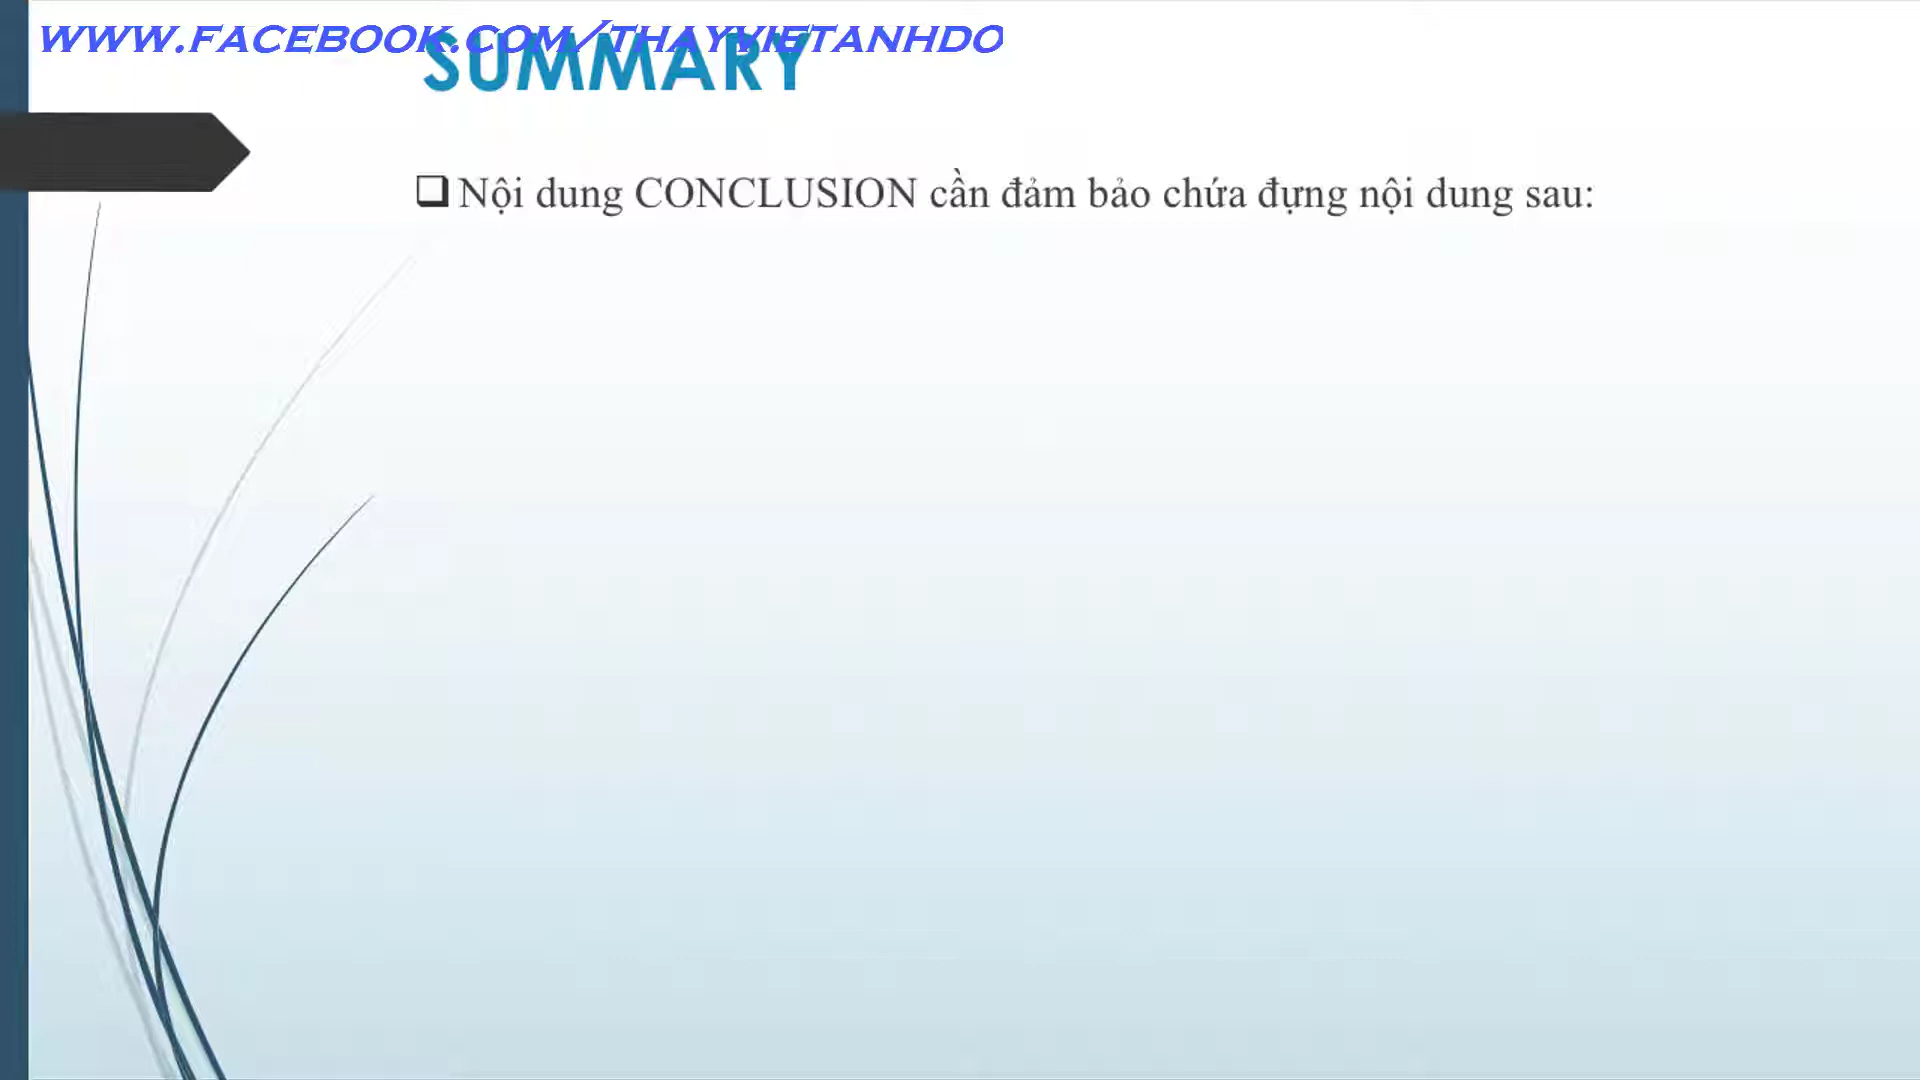 WWW.FACEBOOK.COM/THAYVIETANHDO
SUMMARY
Nội dung CONCLUSION cần đảm bảo chứa đựng nội dung sau: